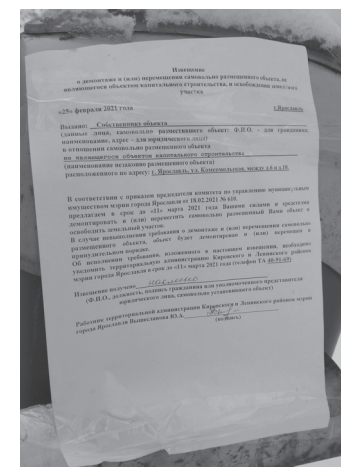 Извещение
о демонтаже и (или) перемещении самовольно размещенного объекта, не
являющегося объектом капитального строительства, и освобождении земельного
участка
«25» февраля 2021 года г.Ярославль
Выдано: Собственнику объекта
(данные лица, самовольно разместившего объект: Ф.И.О. - для гражданина
наименование, адрес – для юридического лица)
в отношении самовольно размещенного объекта
не являющегося объектом капитального строительства
(наименование незаконно размещенного объекта)
расположенного по адресу: г. Ярославль, ул. Комсомольская, между д.6 и д.10.
В соответствии с приказом председателя комитета по управлению муниципальным
имуществом мэрии города Ярославля от 18.02.2021 № 610.
предлагаем в срок до «11» марта 2021 года Вашими силами и средствами
демонтировать и (или) переместить самовольно размещенный Вами объект и
освободить земельный участок.
В случае невыполнения требования о демонтаже и (или) перемещении самовольно
размещенного объекта, объект будет демонтирован и (или) перемещен в
принудительном порядке.
Об исполнении требования, изложенного в настоящем извещении, необходимо
уведомить территориальную администрацию Кировского и Ленинского районов
мэрии города Ярославля в срок до «11» марта 2021 года (телефон ТА 40-91-69)
Извещение получено
(Ф.И.О., должность, подпись гражданина или уполномоченного представителя
юридического лица, самовольно установившего объект)
Работник территориальной администрации Кировского и Ленинского районов мэрии
города Ярославля Вышеславова Ю.А.
(подпись)